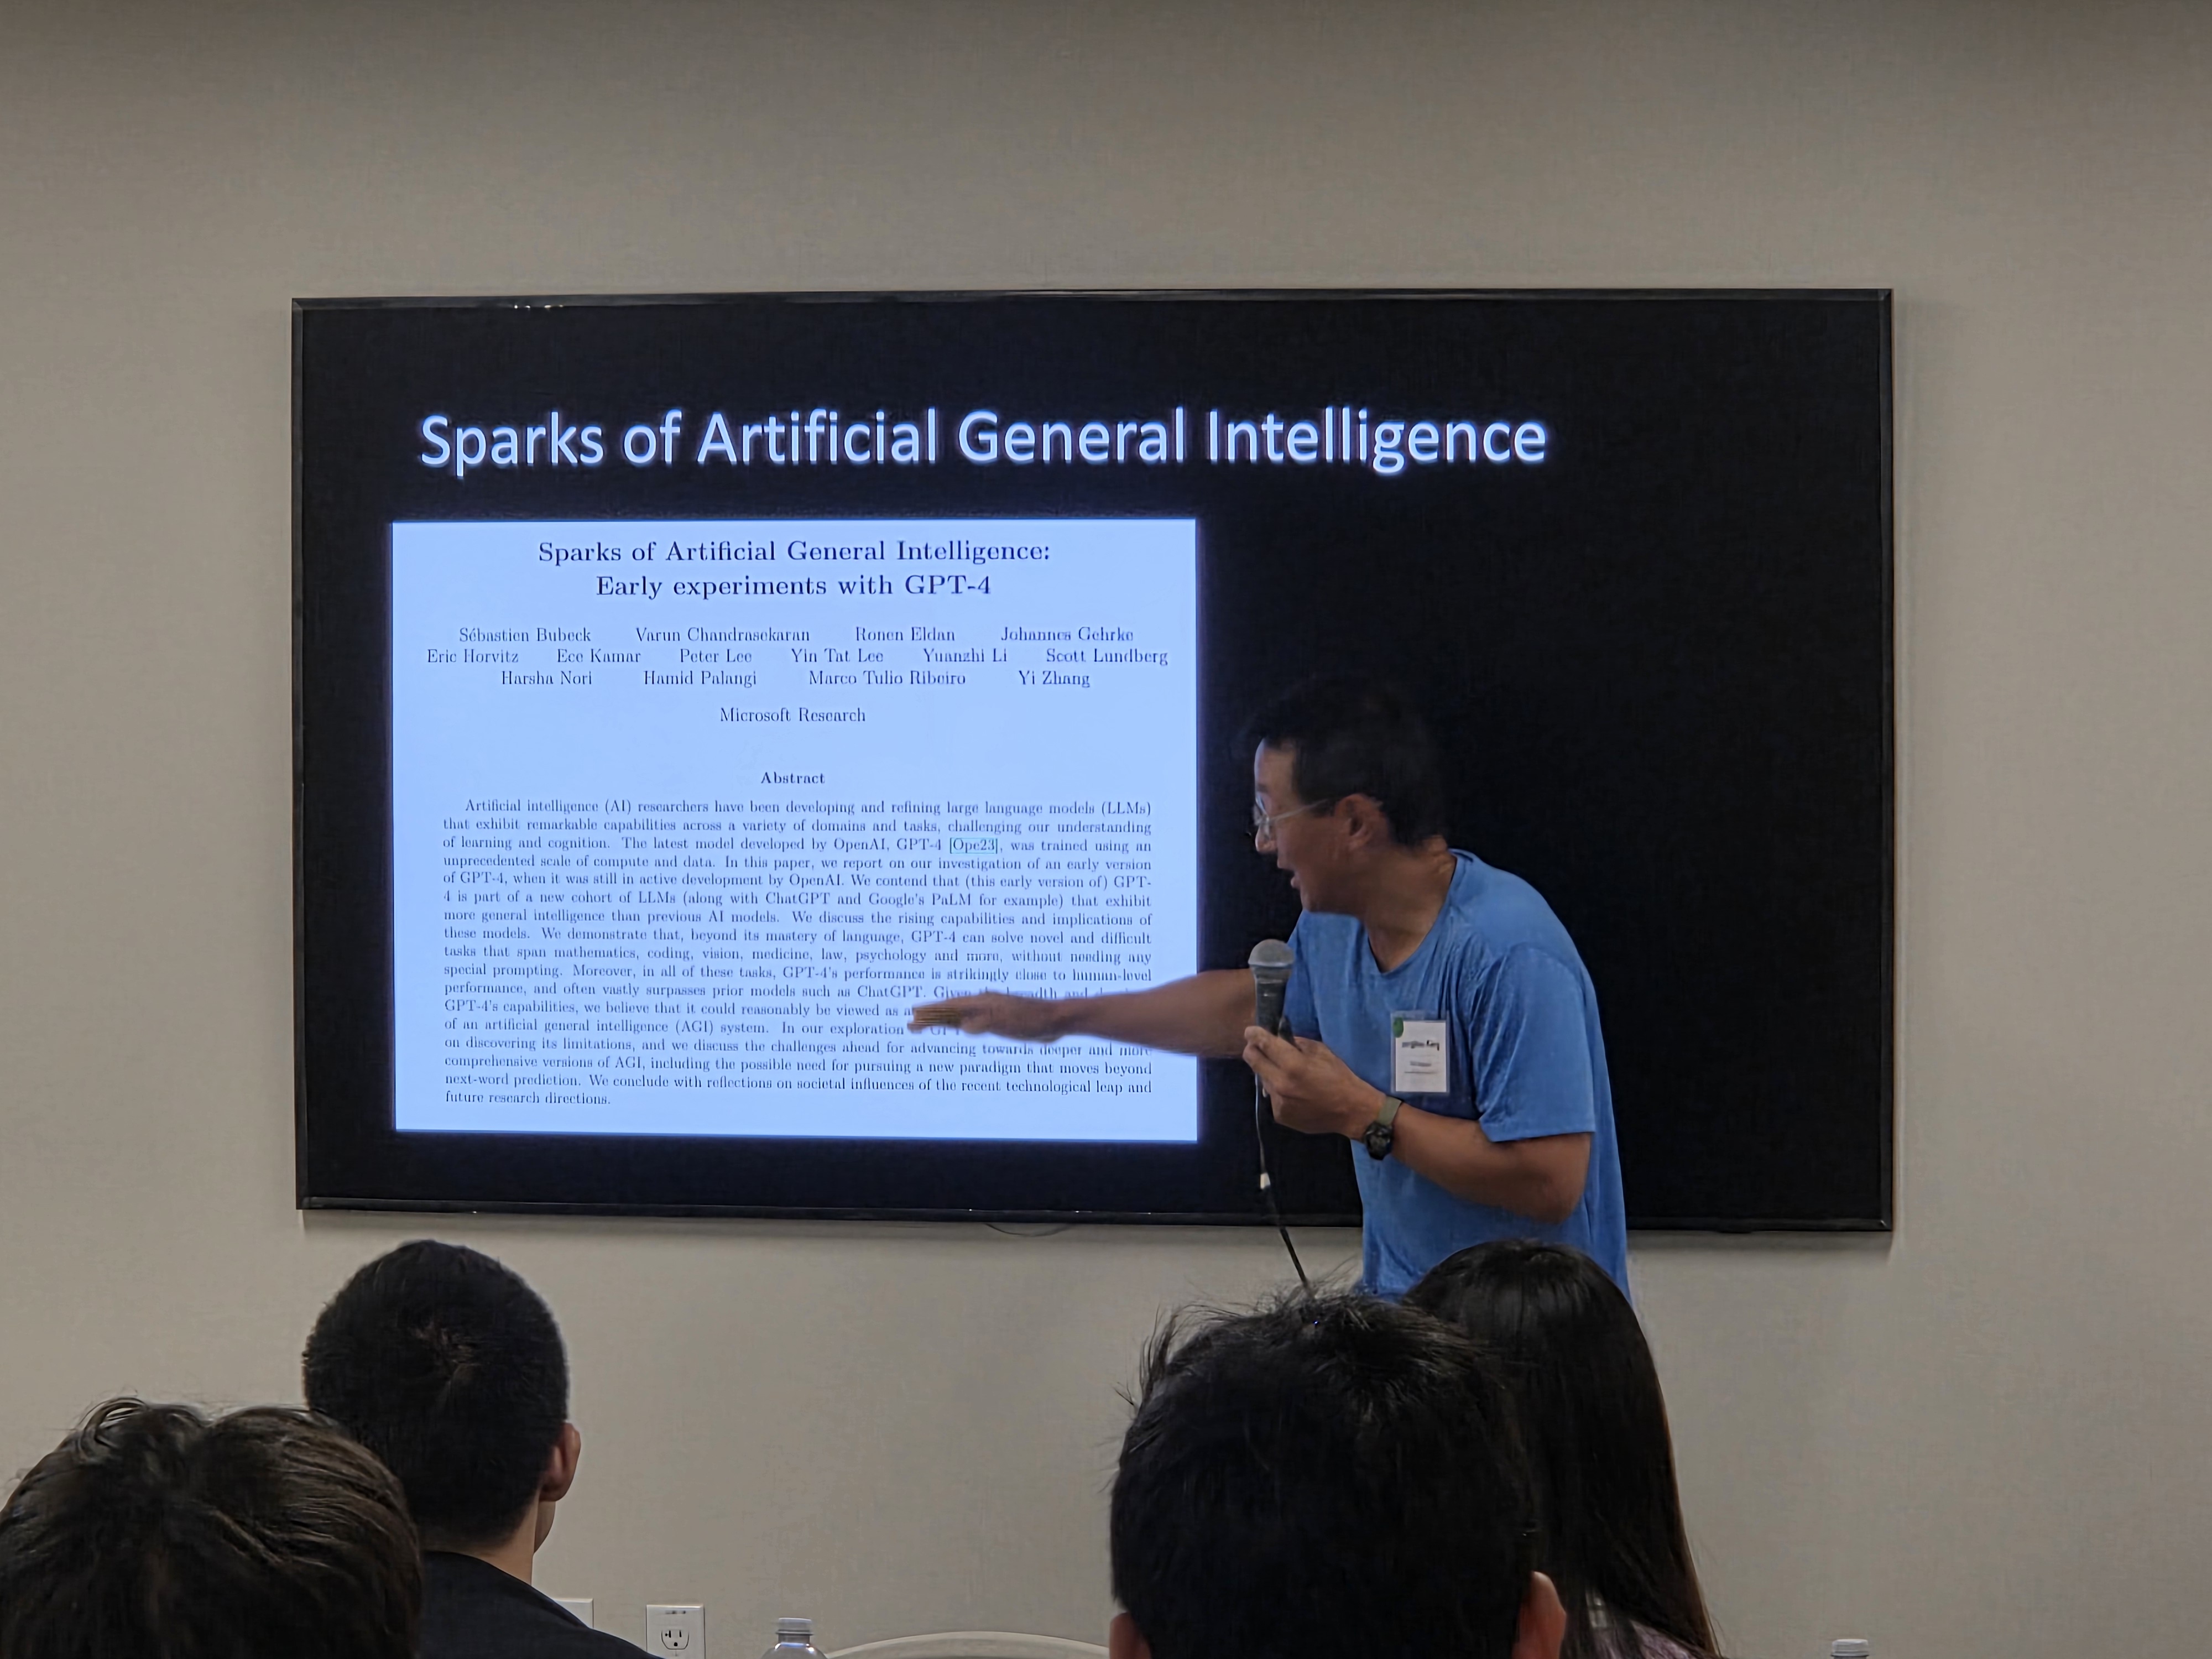 Sparks of Artificial General Intelligence
Sparks of Artificial General Intelligence:
Early experiments with GPT-4
Sébastien Bubeck Varun Chandrasekaran Ronen Eldan Johannes Gehrke
Eric Horvitz Ece Kamar Peter Lee Yin Tat Lee Yuanzhi Li Scott Lundberg
Harsha Nori Hamid Palangi Marco Tulio Ribeiro Yi Zhang
Microsoft Research
Abstract
Artificial intelligence (AI) researchers have been developing and refining large language models (LLMs)
that exhibit remarkable capabilities across a variety of domains and tasks, challenging our understanding
of learning and cognition. The latest model developed by OpenAI, GPT-4 [Ope23], was trained using an
unprecedented scale of compute and data. In this paper, we report on our investigation of an early version
of GPT-4, when it was still in active development by OpenAI. We contend that (this early version of) GPT-
4 is part of a new cohort of LLMs (along with ChatGPT and Google's PaLM for example) that exhibit
more general intelligence than previous AI models. We discuss the rising capabilities and implications of
these models. We demonstrate that, beyond its mastery of language, GPT-4 can solve novel and difficult
tasks that span mathematics, coding, vision, medicine, law, psychology and more, without needing any
special prompting. Moreover, in all of these tasks, GPT-4's performance is strikingly close to human-level
performance, and often vastly surpasses prior models such as ChatGPT. Given the breadth and
GPT-4's capabilities, we believe that it could reasonably be viewed as
of an artificial general intelligence (AGI) system. In our exploration
on discovering its limitations, and we discuss the challenges ahead for advancing towards deeper and more
comprehensive versions of AGI, including the possible need for pursuing a new paradigm that moves beyond
next-word prediction. We conclude with reflections on societal influences of the recent technological leap and
future research directions.